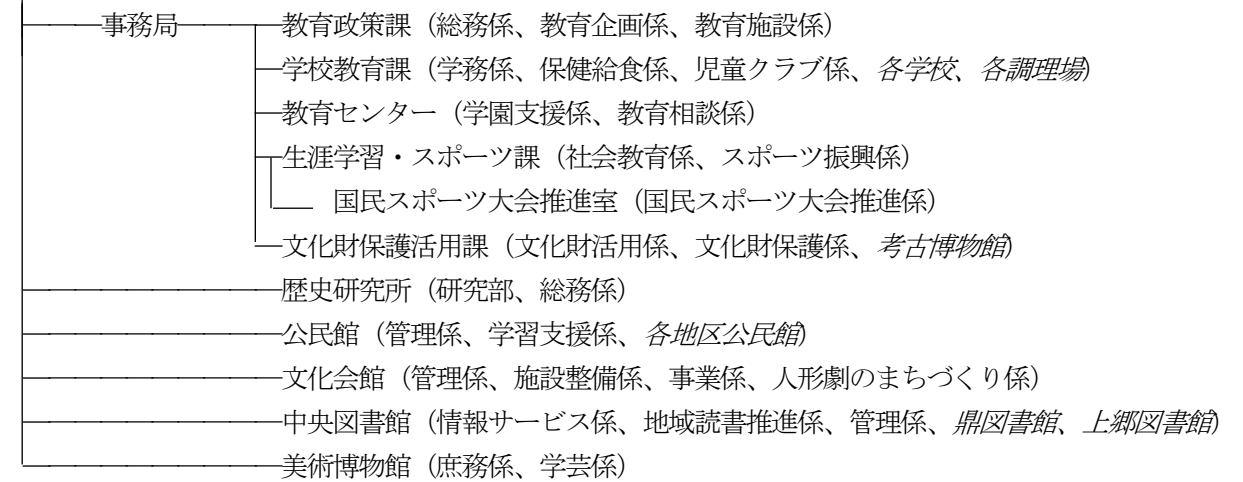 事務局 教育政策課（総務係、教育企画係、教育施設係）
学校教育課（学務係、保健給食係、児童クラブ係、各学校、各調理場）
教育センター（学園支援係、教育相談係）
生涯学習・スポーツ課（社会教育係、スポーツ振興係）
国民スポーツ大会推進室（国民スポーツ大会推進係）
文化財保護活用課（文化財活用係、文化財保護係、考古博物館）
歴史研究所（研究部、総務係）
公民館（管理係、学習支援係、各地区公民館）
文化会館（管理係、施設整備係、事業係、人形劇のまちづくり係）
中央図書館（情報サービス係、地域読書推進係、管理係、鼎図書館、上郷図書館）
美術博物館（庶務係、学芸係）